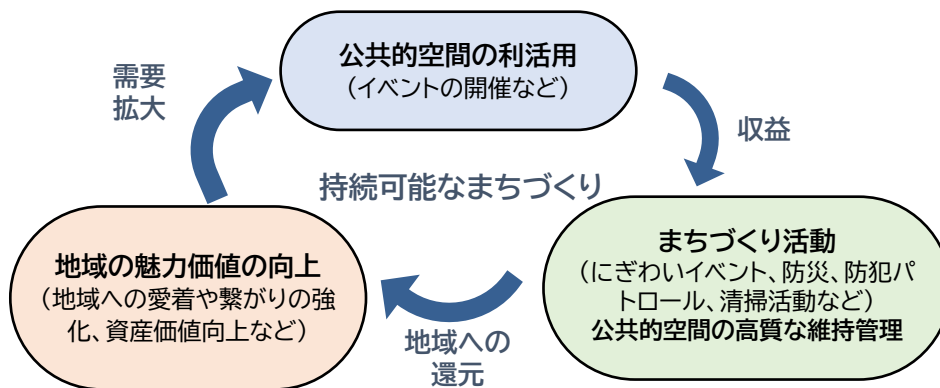 公共的空間の利活用
（イベントの開催など）
需要
拡大
収益
持続可能なまちづくり
まちづくり活動
（にぎわいイベント、防災、防犯パ
トロール、清掃活動など）
公共的空間の高質な維持管理
地域の魅力価値の向上
（地域への愛着や繋がりの強
化、資産価値向上など）
地域への
還元